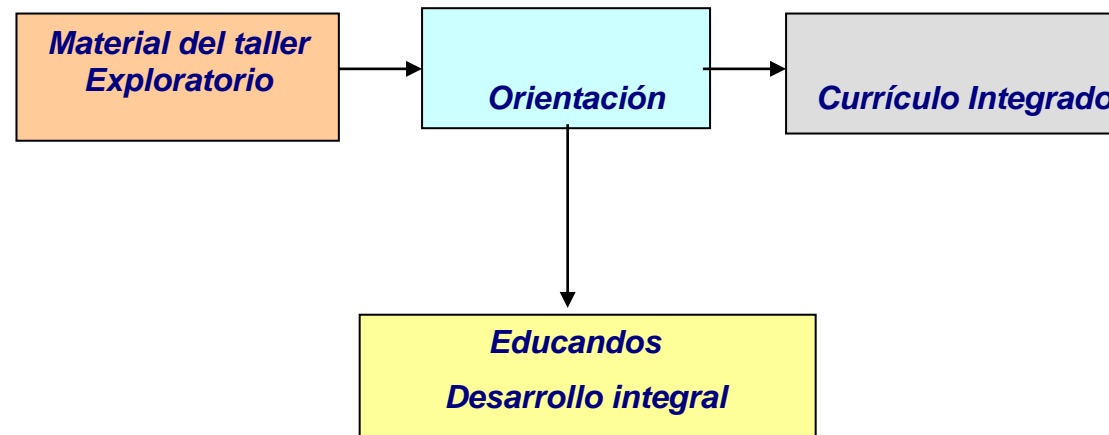 Material del taller
Exploratorio
Orientación
Currículo Integrado
Educandos
Desarrollo integral